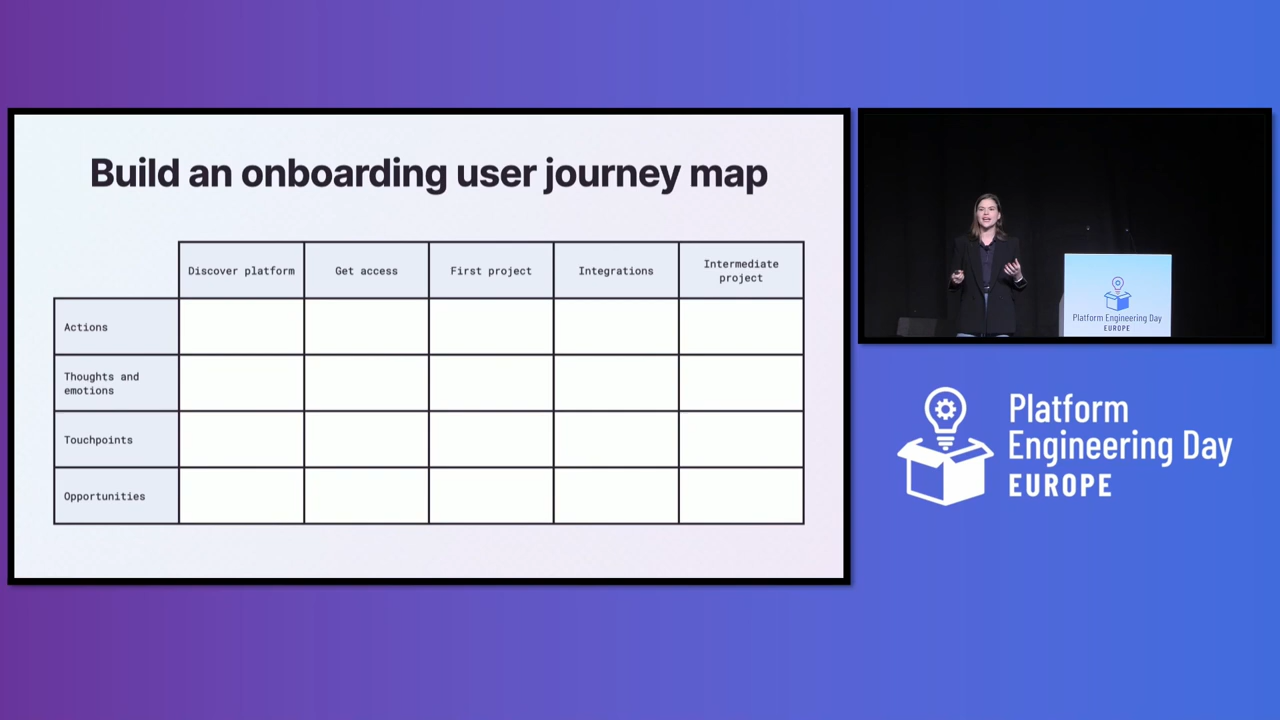 Build an onboarding user journey map
Discover platform
Get access
First project
Integrations
Intermediate
project
Actions
Thoughts and
emotions
Touchpoints
Opportunities
Platform Engineering Day
EUROPE
Platform
Engineering Day
EUROPE